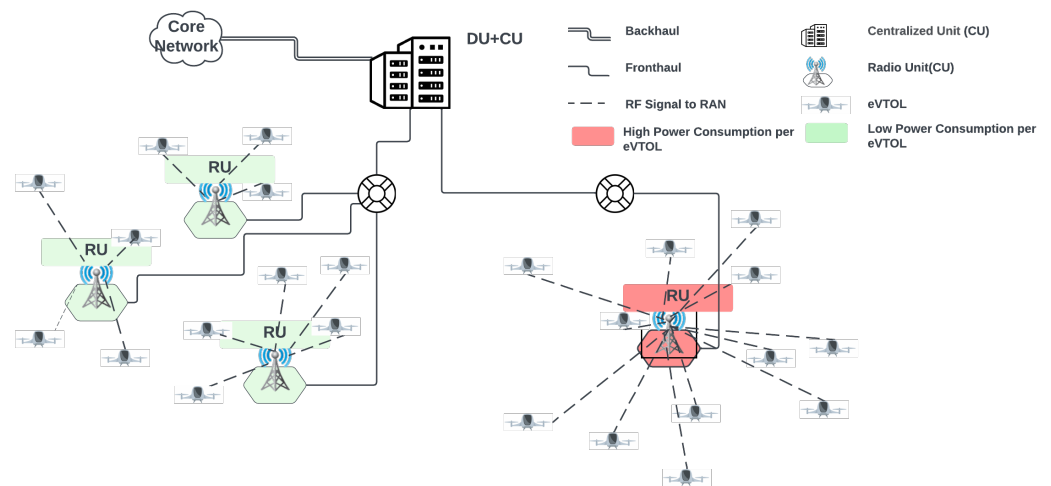 Core
Network
DU+CU
Backhaul
Centralized Unit (CU)
Fronthaul
Radio Unit(CU)
RF Signal to RAN
eVTOL
High Power Consumption per
eVTOL
Low Power Consumption per
eVTOL
RU
RU
RU
RU